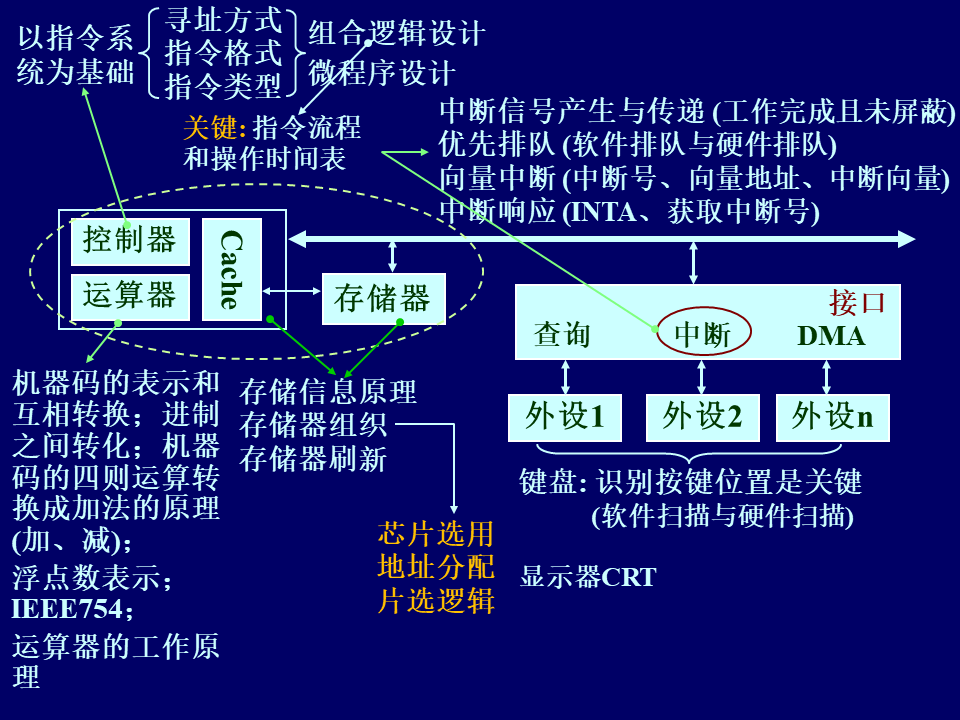 以指令系
统为基础
寻址方式
指令格式
指令类型
组合逻辑设计
微程序设计
关键: 指令流程
和操作时间表
中断信号产生与传递 (工作完成且未屏蔽)
优先排队 (软件排队与硬件排队)
向量中断 (中断号、向量地址、中断向量)
中断响应 (INTA、获取中断号)
控制器
运算器
Cache
存储器
接口
查询
中断
DMA
外设1
外设2
外设n
机器码的表示和
互相转换；进制
之间转化；机器
码的四则运算转
换成加法的原理
(加、减)；
浮点数表示；
IEEE754；
运算器的工作原
理
存储信息原理
存储器组织
存储器刷新
芯片选用
地址分配
片选逻辑
键盘: 识别按键位置是关键
(软件扫描与硬件扫描)
显示器CRT